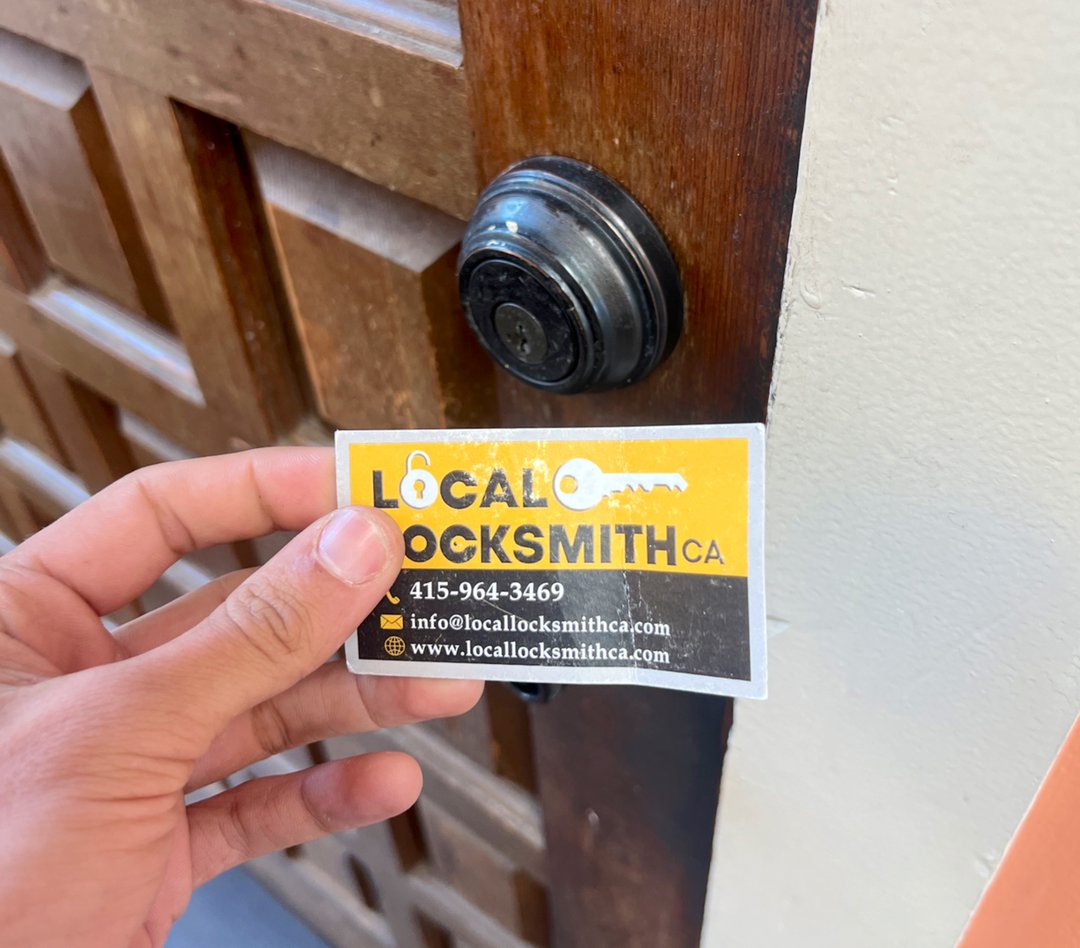 LOCAL
LOCKSMITH CA
415-964-3469
info@locallocksmithca.com
www.locallocksmithca.com